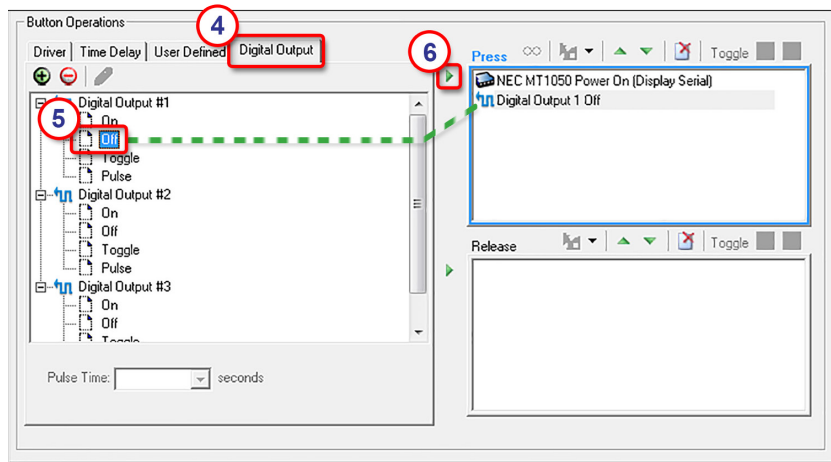 Button Operations
4
Driver
Time Delay
User Defined
Digital Output
6
Press
Toggle
Digital Output #1
On
5
Off
Toggle
Pulse
Digital Output #2
On
Off
Toggle
Pulse
Digital Output #3
On
Off
Toggle
Pulse Time:
seconds
NEC MT1050 Power On (Display Serial)
Digital Output 1 Off
Release
Toggle